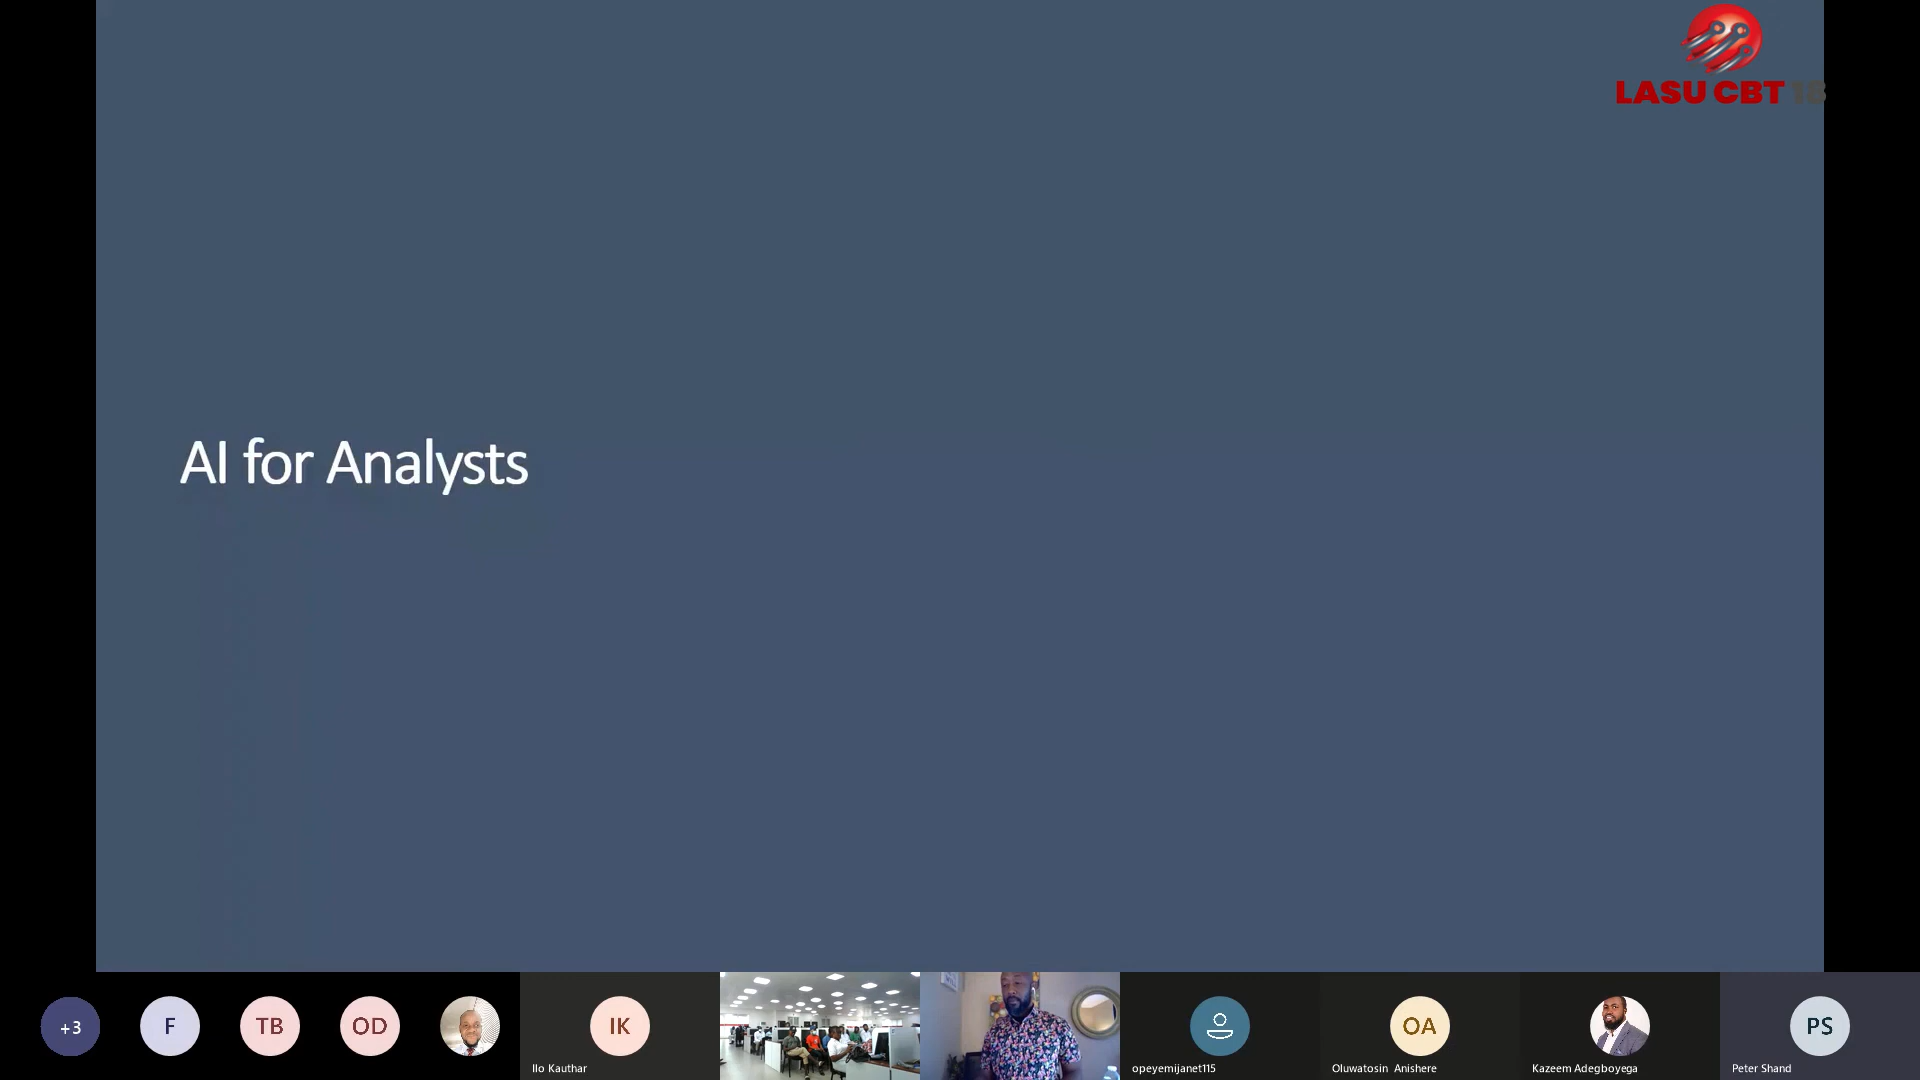 LASU CBT 18
AI for Analysts
+3
F
TB
OD
IK
OA
PS
Ilo Kauthar
opeyemijanet115
Oluwatosin Anishere
Kazeem Adegboyega
Peter Shand